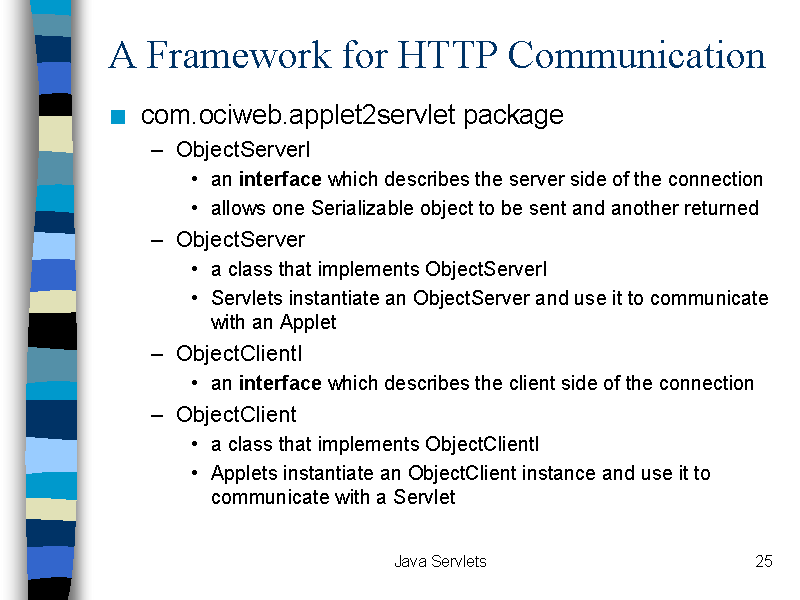 A Framework for HTTP Communication
■ com.ociweb.applet2servlet package
– ObjectServerI
• an interface which describes the server side of the connection
• allows one Serializable object to be sent and another returned
– ObjectServer
• a class that implements ObjectServerI
• Servlets instantiate an ObjectServer and use it to communicate
with an Applet
– ObjectClientI
• an interface which describes the client side of the connection
– ObjectClient
• a class that implements ObjectClientI
• Applets instantiate an ObjectClient instance and use it to
communicate with a Servlet
Java Servlets 25